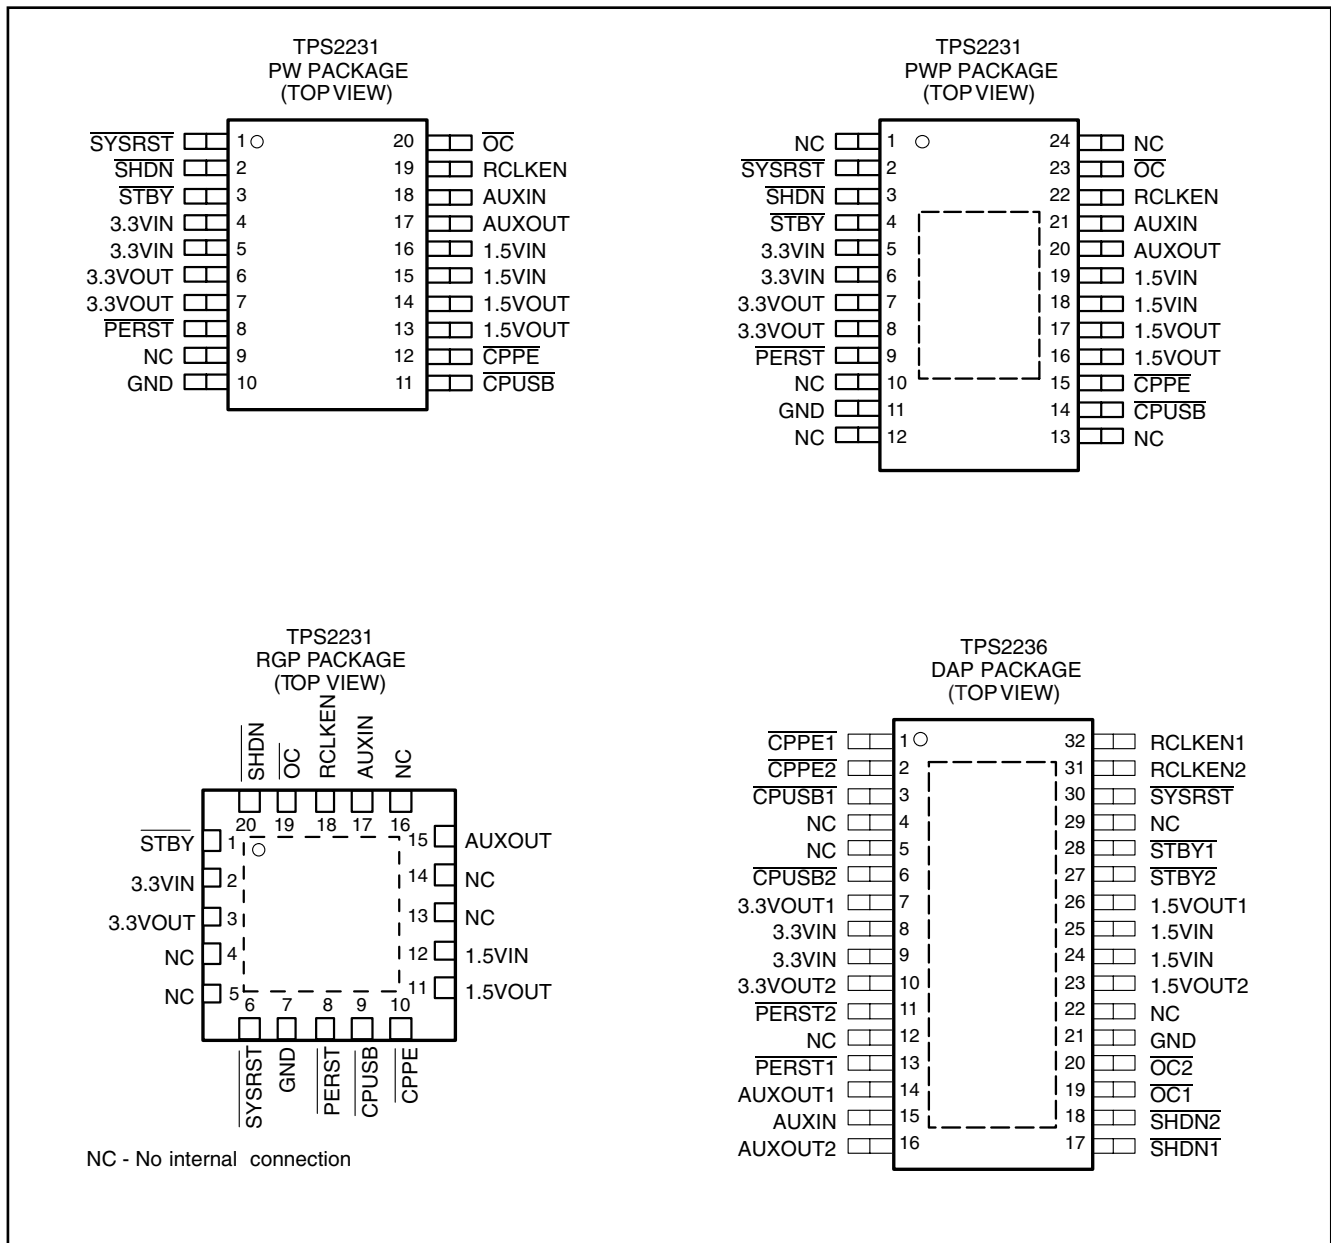 TPS2231
PW PACKAGE
(TOP VIEW)
SYSRST 1 20 OC
SHDN 2 19 RCLKEN
STBY 3 18 AUXIN
3.3VIN 4 17 AUXOUT
3.3VIN 5 16 1.5VIN
3.3VOUT 6 15 1.5VIN
3.3VOUT 7 14 1.5VOUT
PERST 8 13 1.5VOUT
NC 9 12 CPPE
GND 10 11 CPUSB
TPS2231
PWP PACKAGE
(TOP VIEW)
NC 1 24 NC
SYSRST 2 23 OC
SHDN 3 22 RCLKEN
STBY 4 21 AUXIN
3.3VIN 5 20 AUXOUT
3.3VIN 6 19 1.5VIN
3.3VOUT 7 18 1.5VIN
3.3VOUT 8 17 1.5VOUT
PERST 9 16 1.5VOUT
NC 10 15 CPPE
GND 11 14 CPUSB
NC 12 13 NC
TPS2231
RGP PACKAGE
(TOP VIEW)
SHDN OC RCLKEN AUXIN NC
20 19 18 17 16
STBY 1 15 AUXOUT
3.3VIN 2 14 NC
3.3VOUT 3 13 NC
NC 4 12 1.5VIN
NC 5 11 1.5VOUT
6 7 8 9 10
SYSRST GND PERST CPUSB CPPE
NC - No internal connection
TPS2236
DAP PACKAGE
(TOP VIEW)
CPPE1 1 32 RCLKEN1
CPPE2 2 31 RCLKEN2
CPUSB1 3 30 SYSRST
NC 4 29 NC
NC 5 28 STBY1
CPUSB2 6 27 STBY2
3.3VOUT1 7 26 1.5VOUT1
3.3VIN 8 25 1.5VIN
3.3VIN 9 24 1.5VIN
3.3VOUT2 10 23 1.5VOUT2
PERST2 11 22 NC
NC 12 21 GND
PERST1 13 20 OC2
AUXOUT1 14 19 OC1
AUXIN 15 18 SHDN2
AUXOUT2 16 17 SHDN1